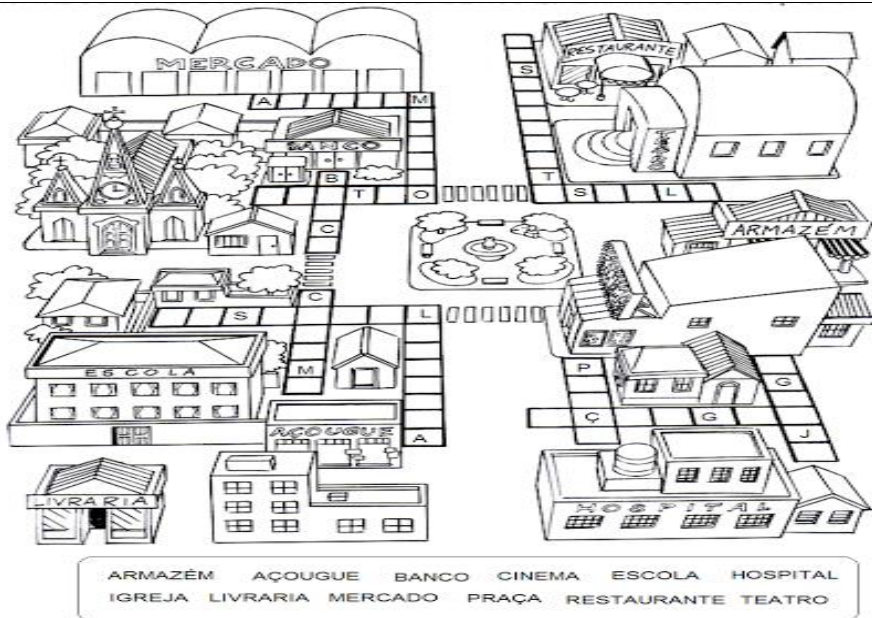 MERCADO
RESTAURANTE
S
A
M
BANCO
B
T
O
T
S
L
C
ARMAZÉM
C
S
L
ESCOLA
M
P
G
AÇOUGUE
A
Ç
G
J
LIVRARIA
HOSPITAL
ARMAZÉM AÇOUGUE BANCO CINEMA ESCOLA HOSPITAL
IGREJA LIVRARIA MERCADO PRAÇA RESTAURANTE TEATRO